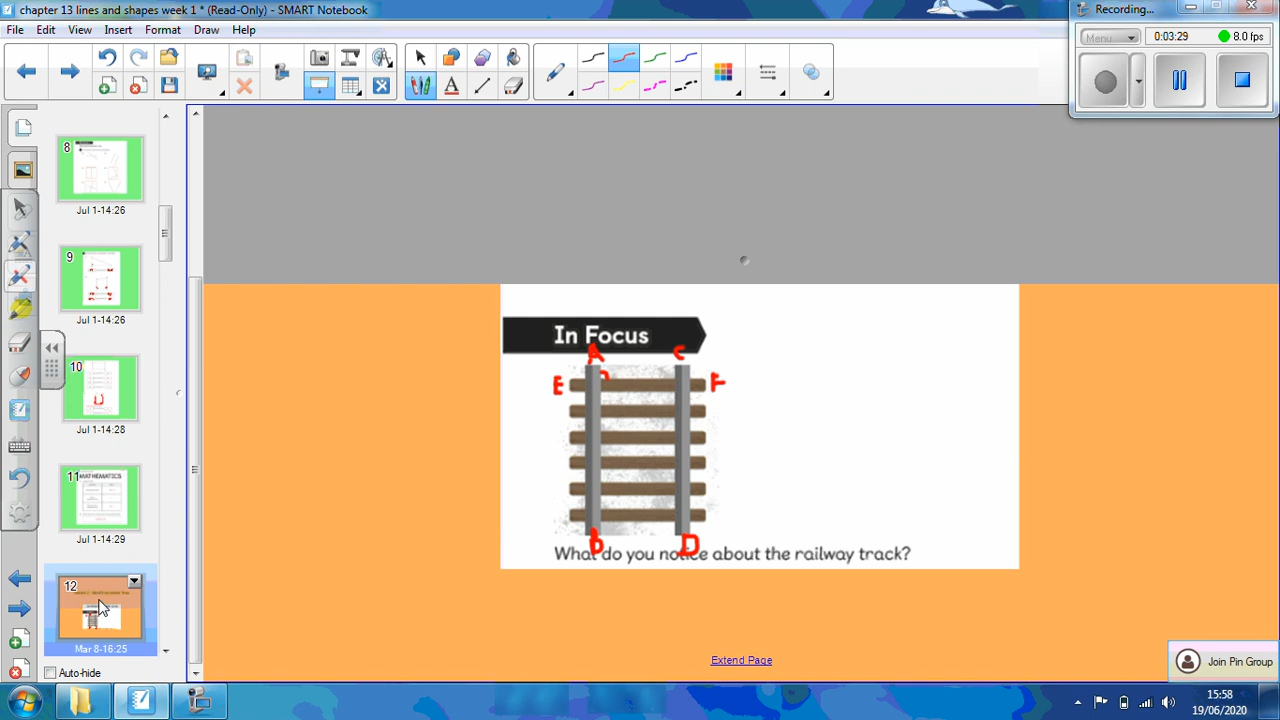 chapter 13 lines and shapes week 1 * (Read-Only) - SMART Notebook
Recording...
File Edit View Insert Format Draw Help
Menu 0:03:29 8.0 fps
8
Jul 1-14:26
9
Jul 1-14:26
10
Jul 1-14:28
11
MATHEMATICS
Jul 1-14:29
12
Mar 8-16:25
Auto-hide
In Focus
A C
E F
B D
What do you notice about the railway track?
Extend Page
Join Pin Group
15:58
19/06/2020